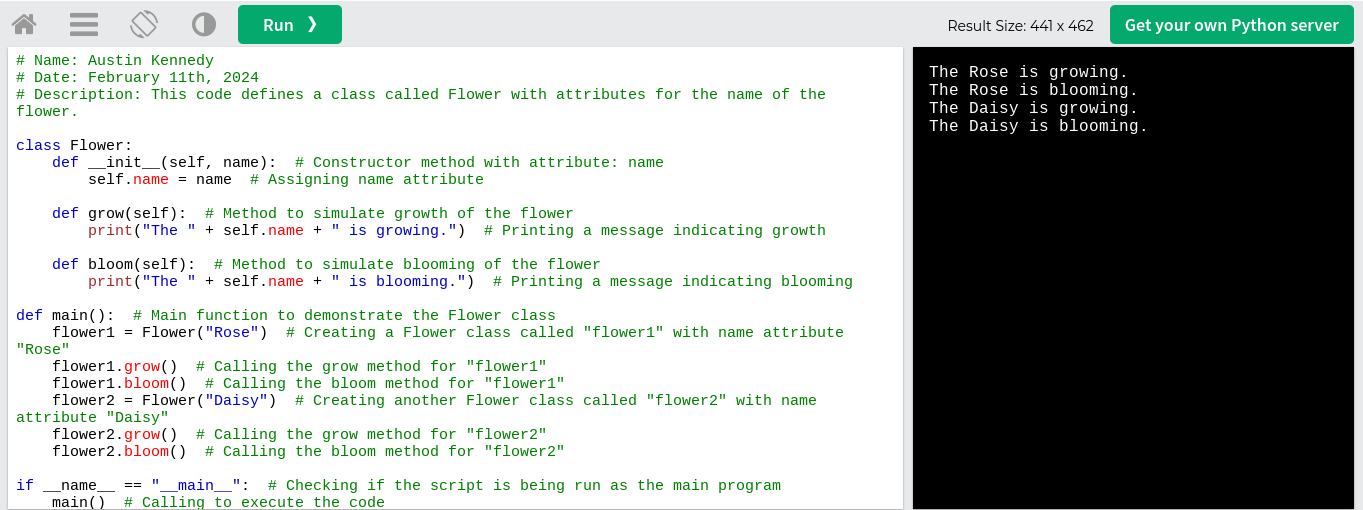 Run ❯
Result Size: 441 x 462
Get your own Python server
# Name: Austin Kennedy
# Date: February 11th, 2024
# Description: This code defines a class called Flower with attributes for the name of the
flower.

class Flower:
    def __init__(self, name):  # Constructor method with attribute: name
        self.name = name  # Assigning name attribute

    def grow(self):  # Method to simulate growth of the flower
        print("The " + self.name + " is growing.")  # Printing a message indicating growth

    def bloom(self):  # Method to simulate blooming of the flower
        print("The " + self.name + " is blooming.")  # Printing a message indicating blooming

def main():  # Main function to demonstrate the Flower class
    flower1 = Flower("Rose")  # Creating a Flower class called "flower1" with name attribute
"Rose"
    flower1.grow()  # Calling the grow method for "flower1"
    flower1.bloom()  # Calling the bloom method for "flower1"
    flower2 = Flower("Daisy")  # Creating another Flower class called "flower2" with name
attribute "Daisy"
    flower2.grow()  # Calling the grow method for "flower2"
    flower2.bloom()  # Calling the bloom method for "flower2"

if __name__ == "__main__":  # Checking if the script is being run as the main program
    main()  # Calling to execute the code
The Rose is growing.
The Rose is blooming.
The Daisy is growing.
The Daisy is blooming.